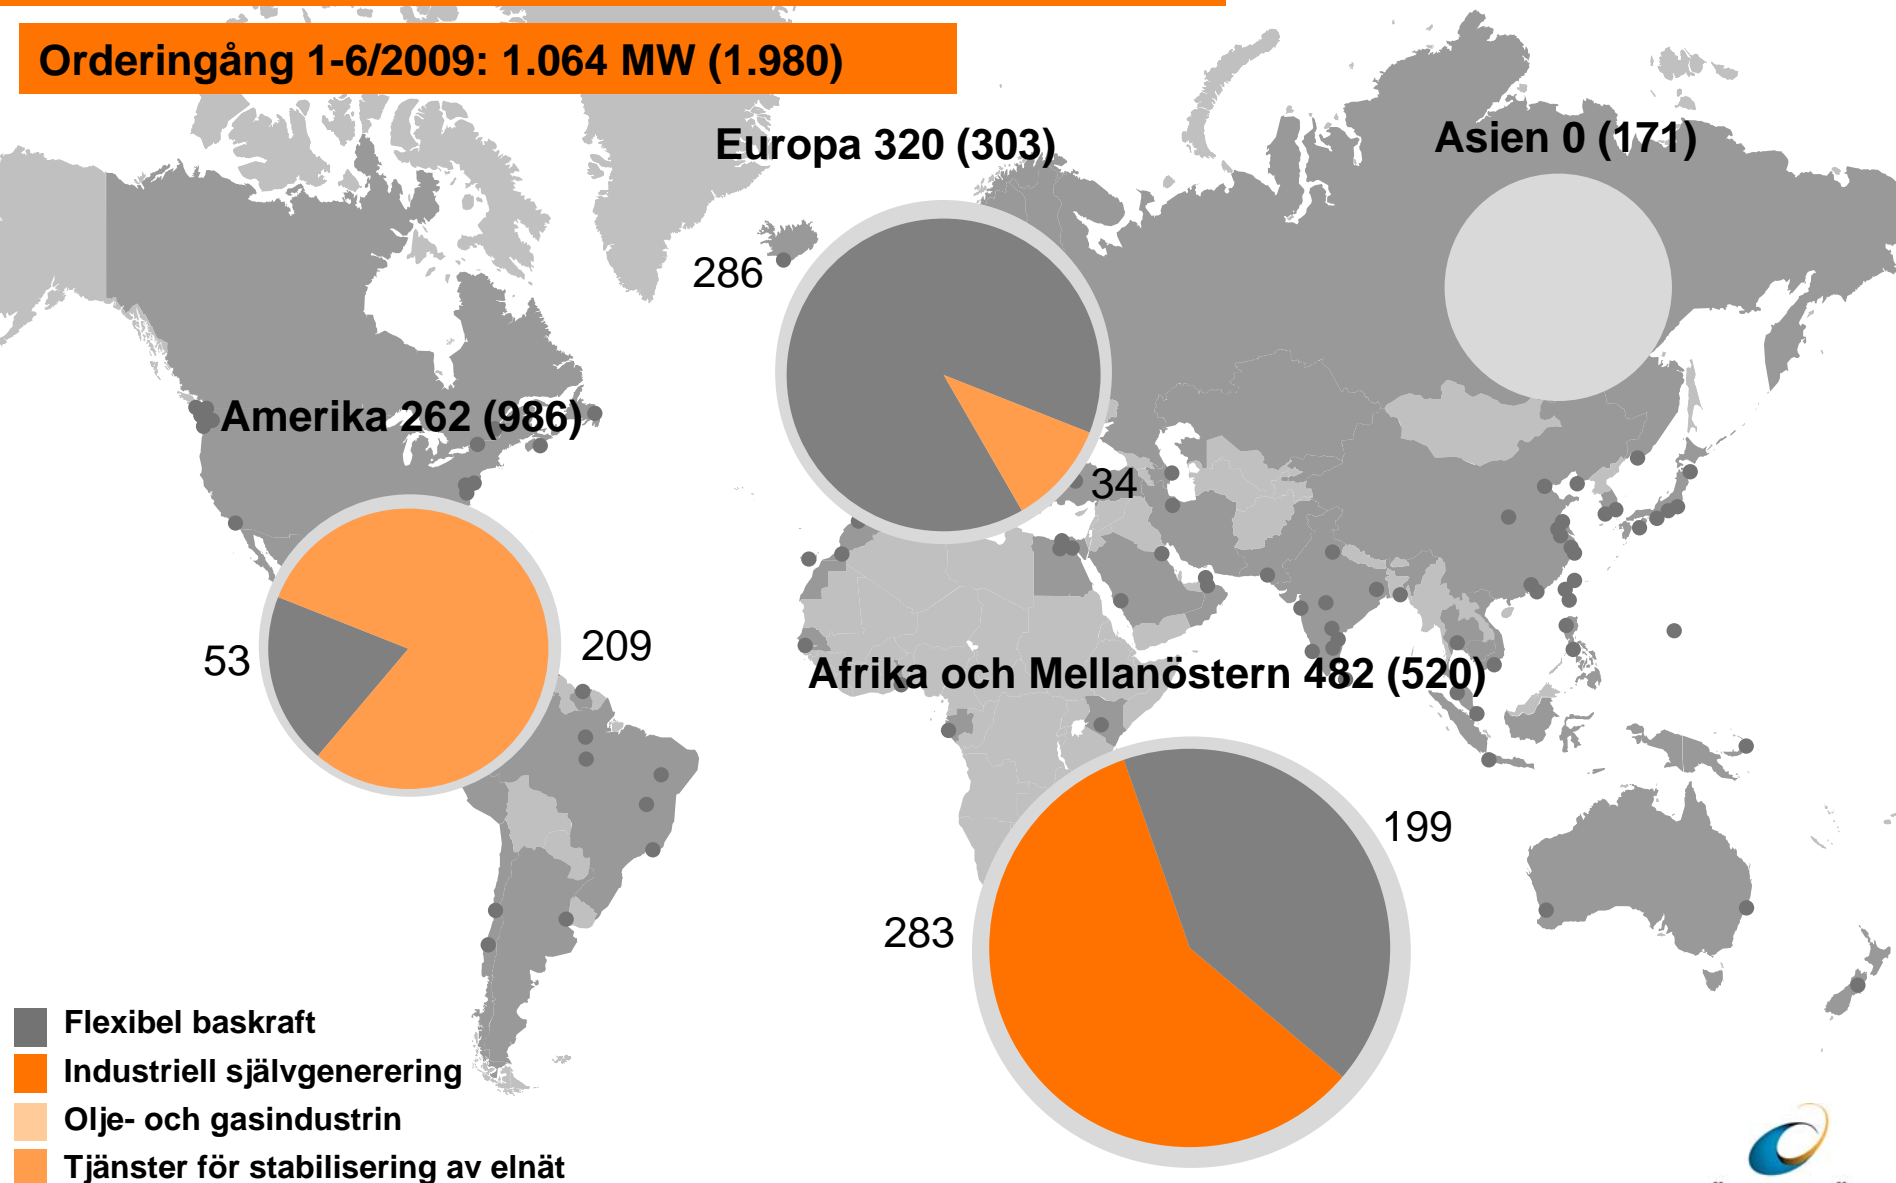 Orderingång 1-6/2009: 1.064 MW (1.980)
Europa 320 (303)
Asien 0 (171)
286
34
Amerika 262 (986)
53
209
Afrika och Mellanöstern 482 (520)
199
283
Flexibel baskraft
Industriell självgenerering
Olje- och gasindustrin
Tjänster för stabilisering av elnät